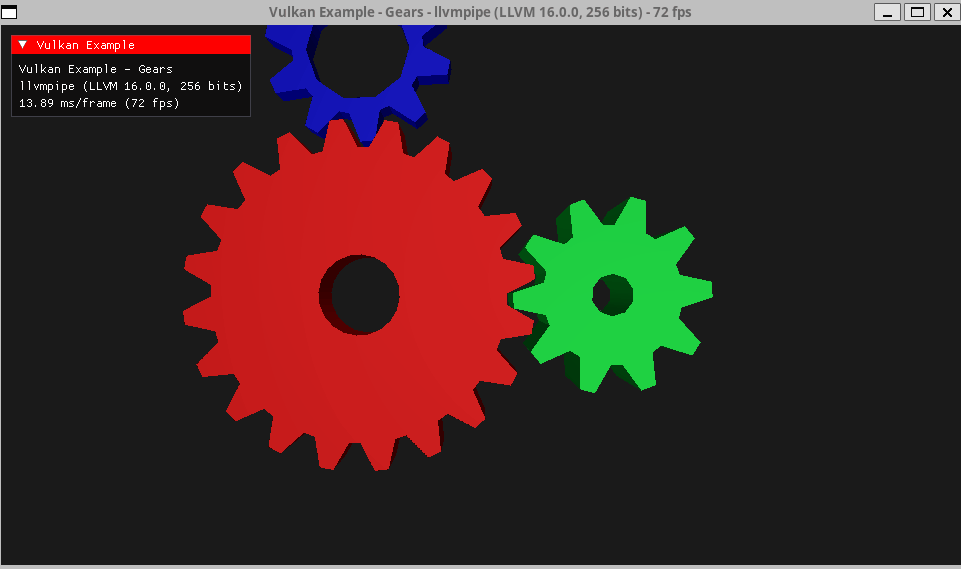 Vulkan Example - Gears - llvmpipe (LLVM 16.0.0, 256 bits) - 72 fps
▼ Vulkan Example
Vulkan Example - Gears
llvmpipe (LLVM 16.0.0, 256 bits)
13.89 ms/frame (72 fps)